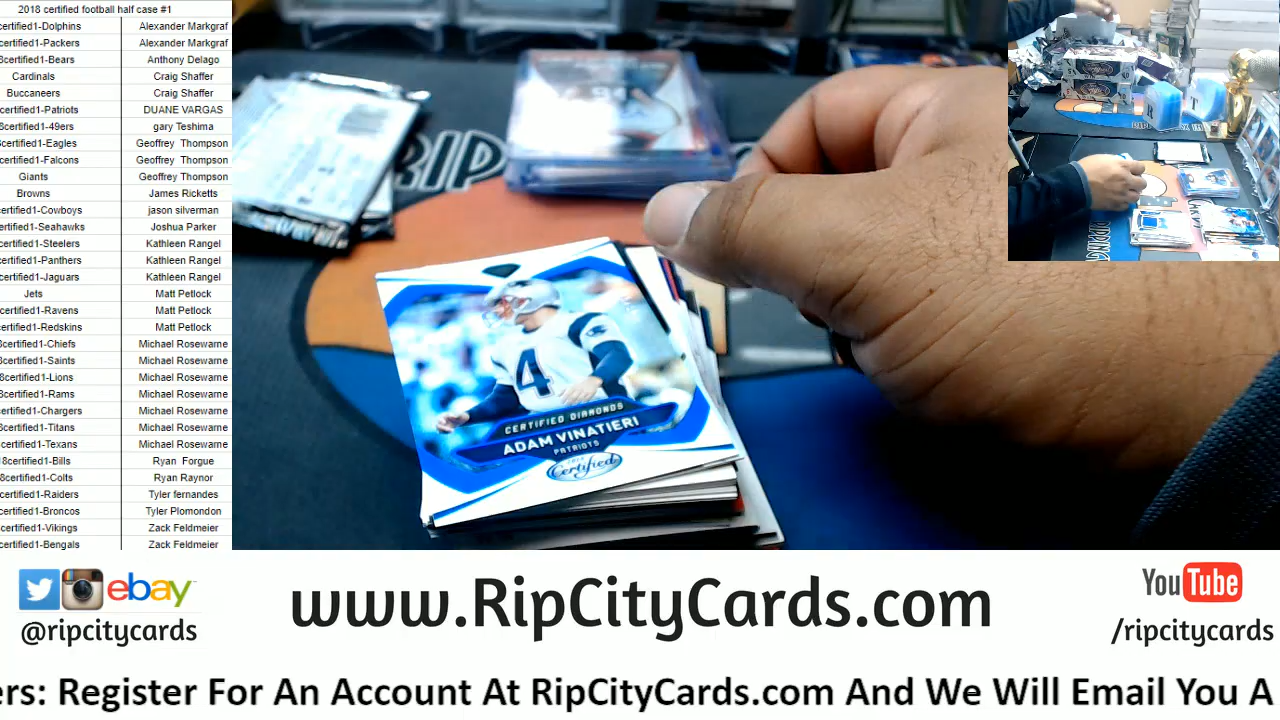 2018 certified football half case #1
certified1-Dolphins Alexander Markgraf
certified1-Packers Alexander Markgraf
8certified1-Bears Anthony Delago
Cardinals Craig Shaffer
Buccaneers Craig Shaffer
certified1-Patriots DUANE VARGAS
8certified1-49ers gary Teshima
certified1-Eagles Geoffrey Thompson
certified1-Falcons Geoffrey Thompson
Giants Geoffrey Thompson
Browns James Ricketts
certified1-Cowboys jason silverman
certified1-Seahawks Joshua Parker
certified1-Steelers Kathleen Rangel
certified1-Panthers Kathleen Rangel
certified1-Jaguars Kathleen Rangel
Jets Matt Petlock
certified1-Ravens Matt Petlock
certified1-Redskins Matt Petlock
8certified1-Chiefs Michael Rosewarne
8certified1-Saints Michael Rosewarne
8certified1-Lions Michael Rosewarne
8certified1-Rams Michael Rosewarne
certified1-Chargers Michael Rosewarne
8certified1-Titans Michael Rosewarne
certified1-Texans Michael Rosewarne
18certified1-Bills Ryan Forgue
8certified1-Colts Ryan Raynor
certified1-Raiders Tyler fernandes
certified1-Broncos Tyler Plomondon
certified1-Vikings Zack Feldmeier
certified1-Bengals Zack Feldmeier
RIP
4
CERTIFIED DIAMONDS
ADAM VINATIERI
PATRIOTS
Certified
ebay
@ripcitycards
www.RipCityCards.com
YouTube
/ripcitycards
ers: Register For An Account At RipCityCards.com And We Will Email You A